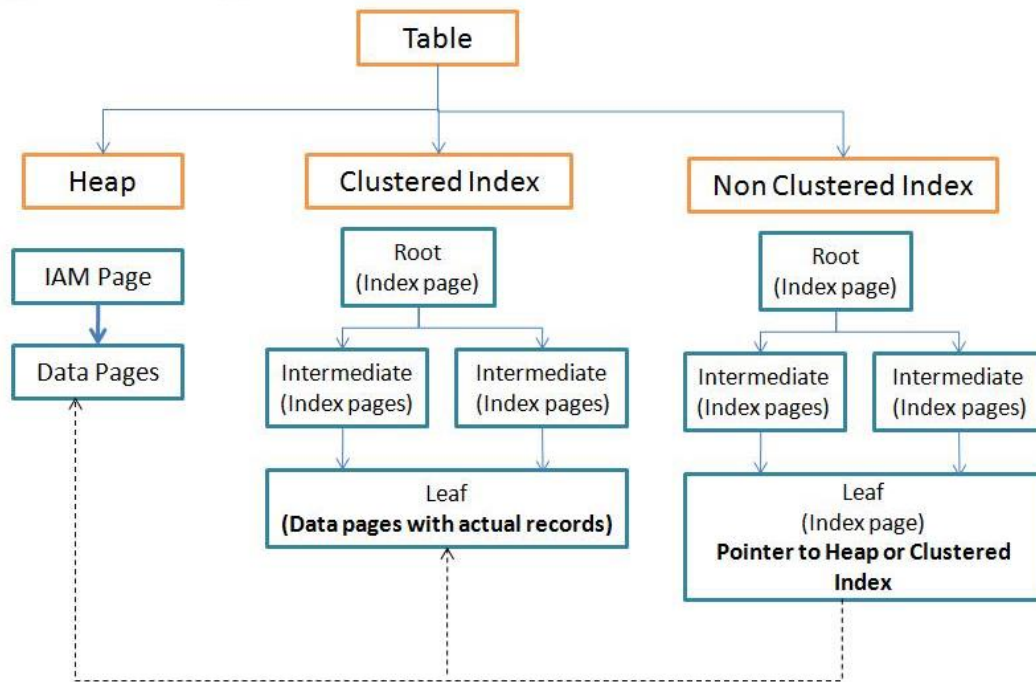 Table
Heap
Clustered Index
Non Clustered Index
IAM Page
Data Pages
Root
(Index page)
Intermediate
(Index pages)
Intermediate
(Index pages)
Leaf
(Data pages with actual records)
Root
(Index page)
Intermediate
(Index pages)
Intermediate
(Index pages)
Leaf
(Index page)
Pointer to Heap or Clustered
Index